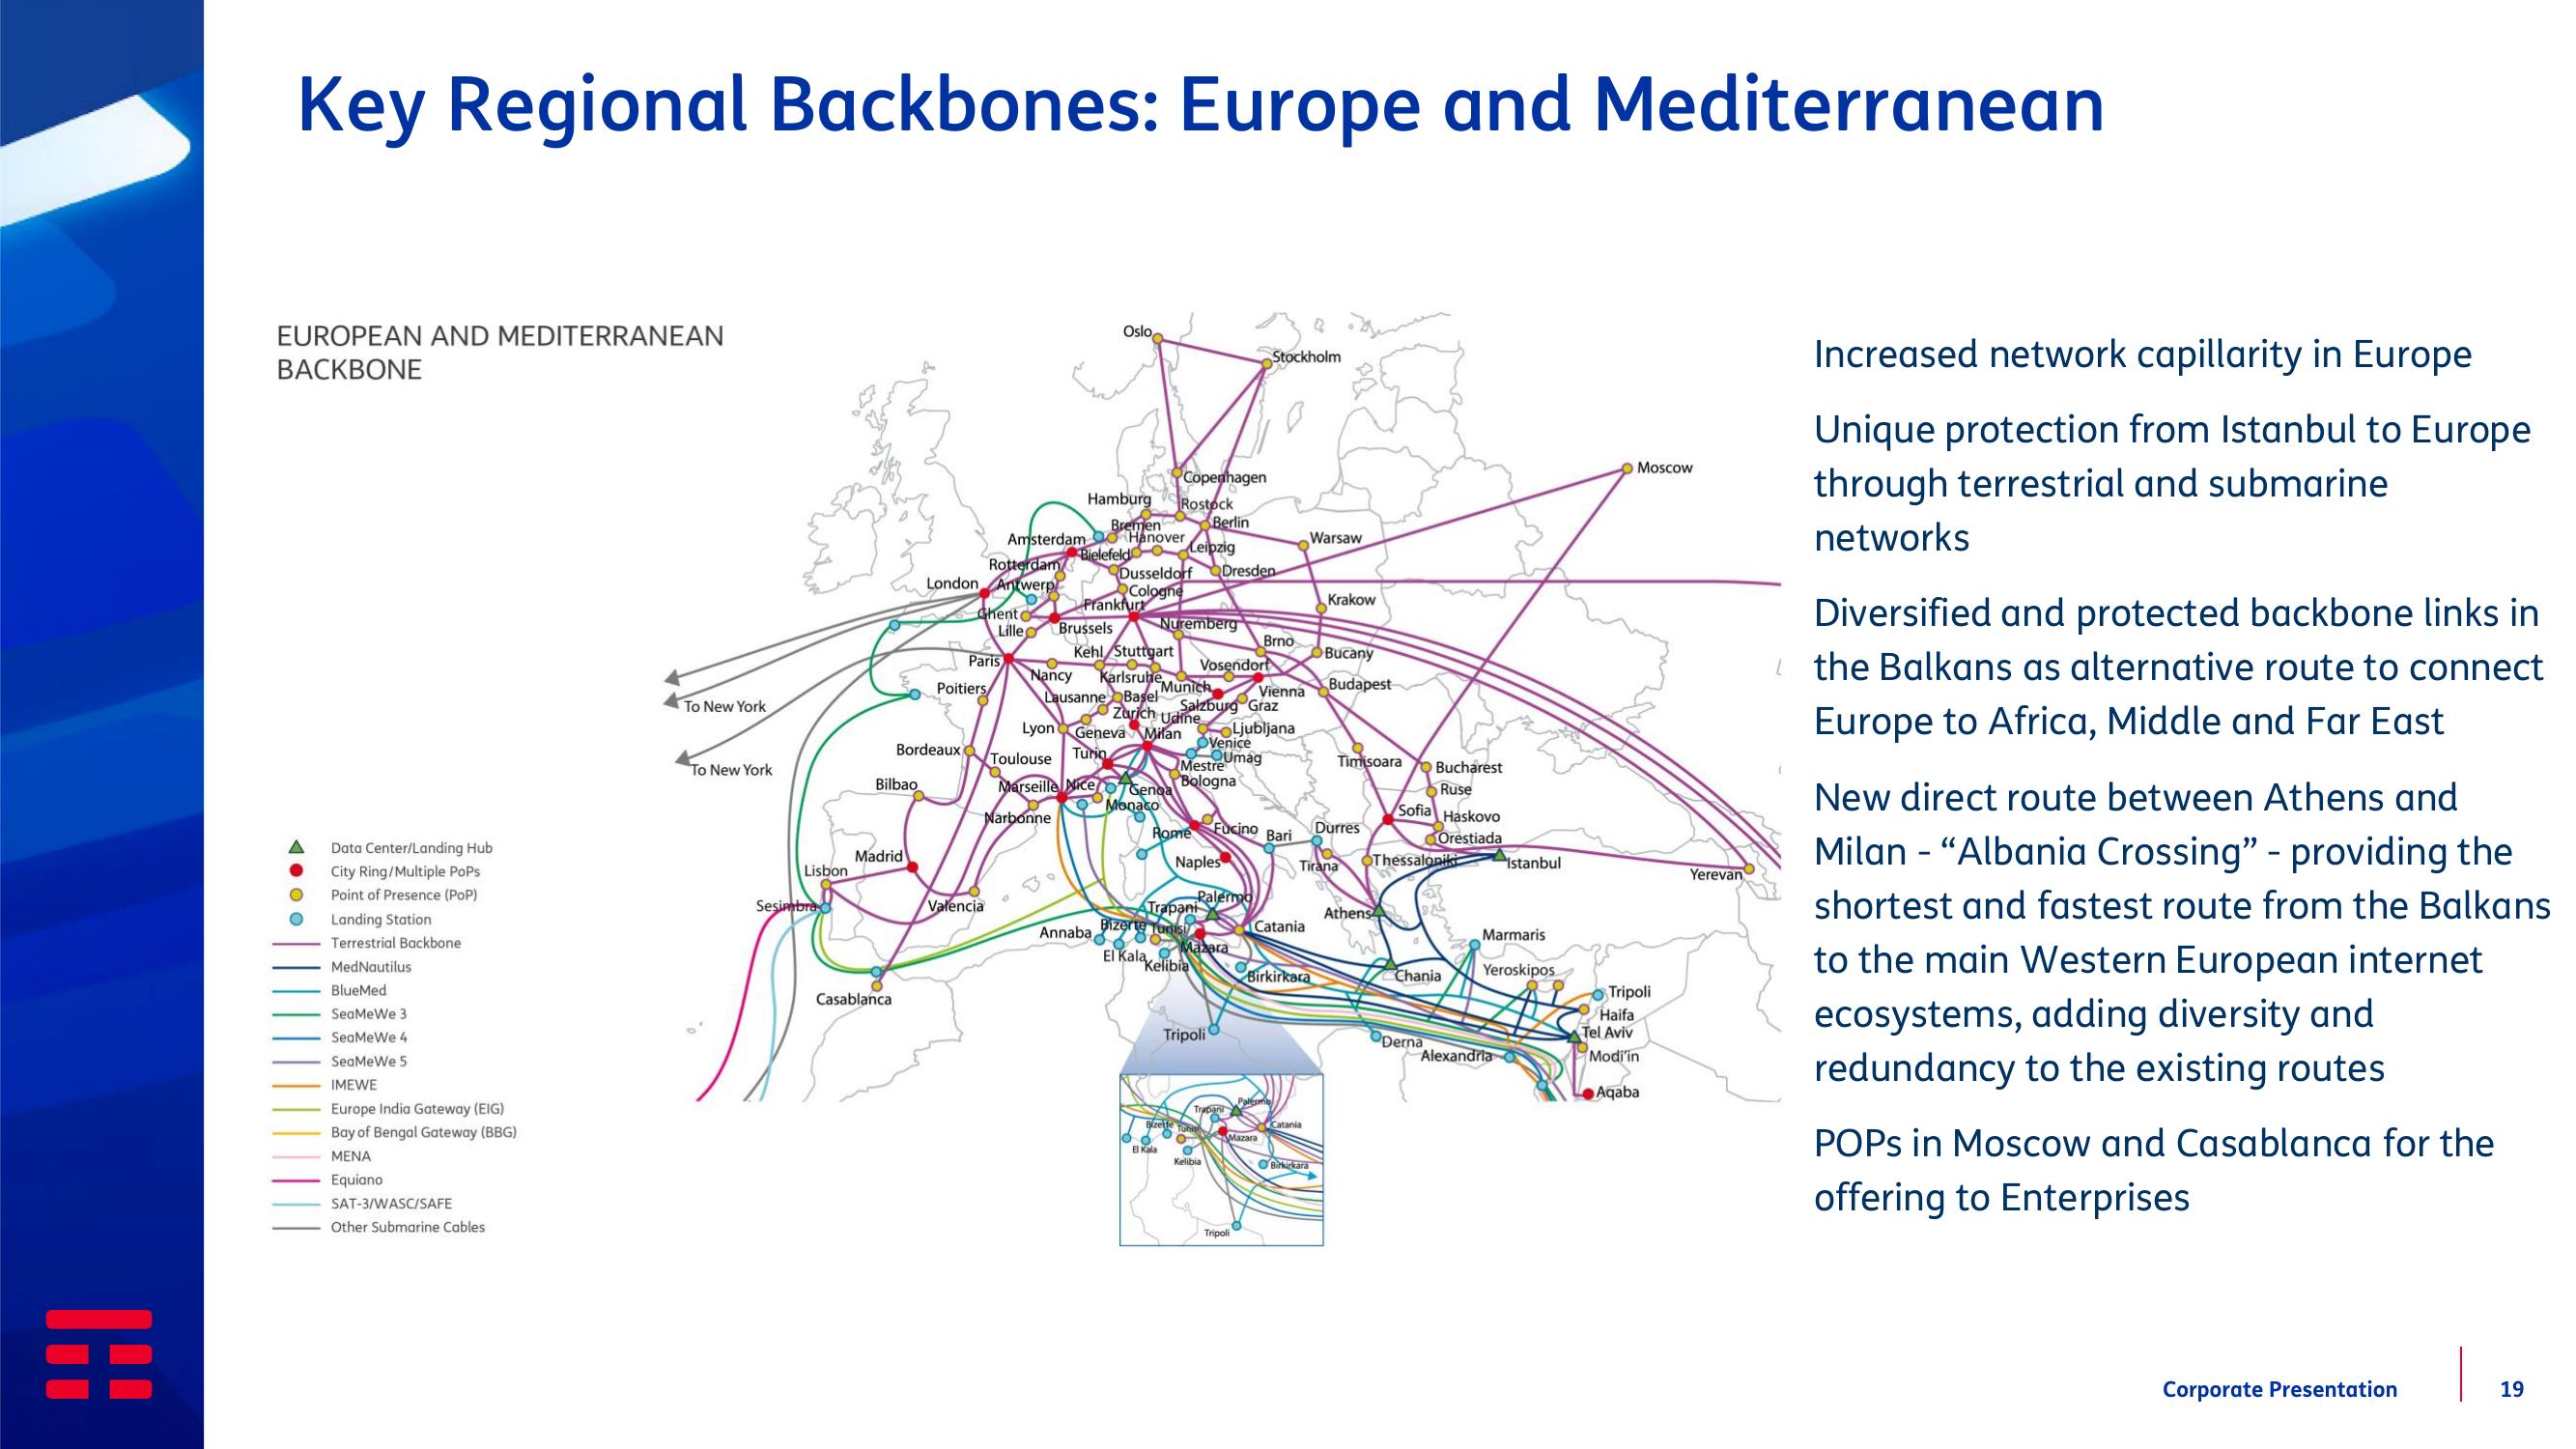 Key Regional Backbones: Europe and Mediterranean
EUROPEAN AND MEDITERRANEAN
BACKBONE
Oslo
Stockholm
Moscow
Copenhagen
Hamburg
Rostock
Bremen
Berlin
Amsterdam
Hanover
Warsaw
Bielefeld
Leipzig
Rotterdam
Dusseldorf
Dresden
London
Antwerp
Cologne
Krakow
Ghent
Frankfurt
Nuremberg
Lille
Brussels
Brno
Paris
Kehl
Stuttgart
Bucany
Vosendorf
Nancy
Karlsruhe
Munich
Budapest
Poitiers
Lausanne
Basel
Vienna
Salzburg
Graz
Zurich
Udine
To New York
Lyon
Geneva
Milan
Ljubljana
Venice
Bordeaux
Turin
Umag
Toulouse
Mestre
Timisoara
Bucharest
To New York
Bologna
Bilbao
Marseille
Nice
Genoa
Ruse
Monaco
Sofia
Haskovo
Narbonne
Rome
Fucino
Bari
Durres
Orestiada
Madrid
Naples
Tirana
Thessaloniki
Istanbul
Lisbon
Yerevan
Sesimbra
Valencia
Palermo
Trapani
Athens
Annaba
Bizerte
Tunisi
Catania
Marmaris
Mazara
El Kala
Kelibia
Birkirkara
Chania
Yeroskipos
Casablanca
Tripoli
Haifa
Tripoli
Tel Aviv
Derna
Alexandria
Modi'in
Aqaba
Palermo
Trapani
Bizerte
Tunisi
Catania
Mazara
El Kala
Kelibia
Birkirkara
Tripoli
Data Center/Landing Hub
City Ring/Multiple PoPs
Point of Presence (PoP)
Landing Station
Terrestrial Backbone
MedNautilus
BlueMed
SeaMeWe 3
SeaMeWe 4
SeaMeWe 5
IMEWE
Europe India Gateway (EIG)
Bay of Bengal Gateway (BBG)
MENA
Equiano
SAT-3/WASC/SAFE
Other Submarine Cables
Increased network capillarity in Europe
Unique protection from Istanbul to Europe
through terrestrial and submarine
networks
Diversified and protected backbone links in
the Balkans as alternative route to connect
Europe to Africa, Middle and Far East
New direct route between Athens and
Milan - “Albania Crossing” - providing the
shortest and fastest route from the Balkans
to the main Western European internet
ecosystems, adding diversity and
redundancy to the existing routes
POPs in Moscow and Casablanca for the
offering to Enterprises
Corporate Presentation
19